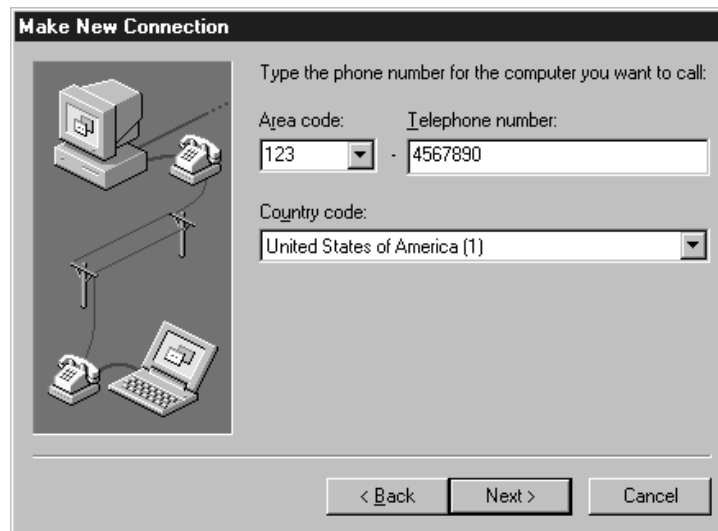 Make New Connection
Type the phone number for the computer you want to call:
Area code: Telephone number:
123 - 4567890
Country code:
United States of America (1)
< Back Next > Cancel